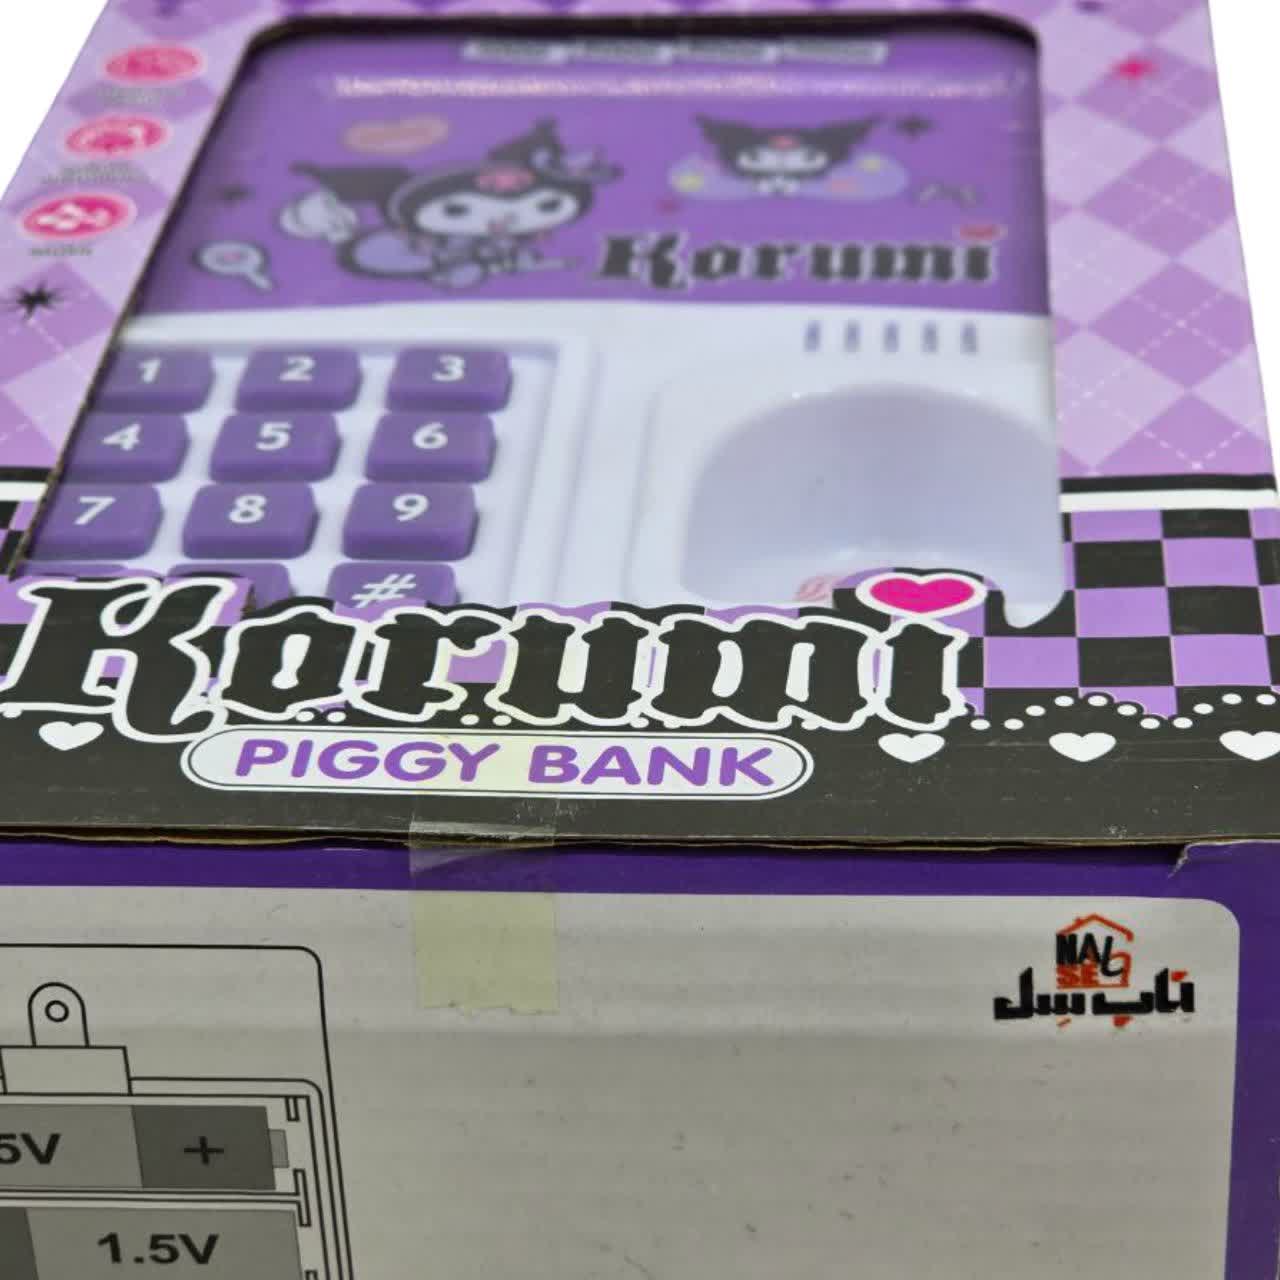 Korumi
1 2 3
4 5 6
7 8 9
#
Korumi
PIGGY BANK
NAB
SEL
ناب سل
5V +
1.5V